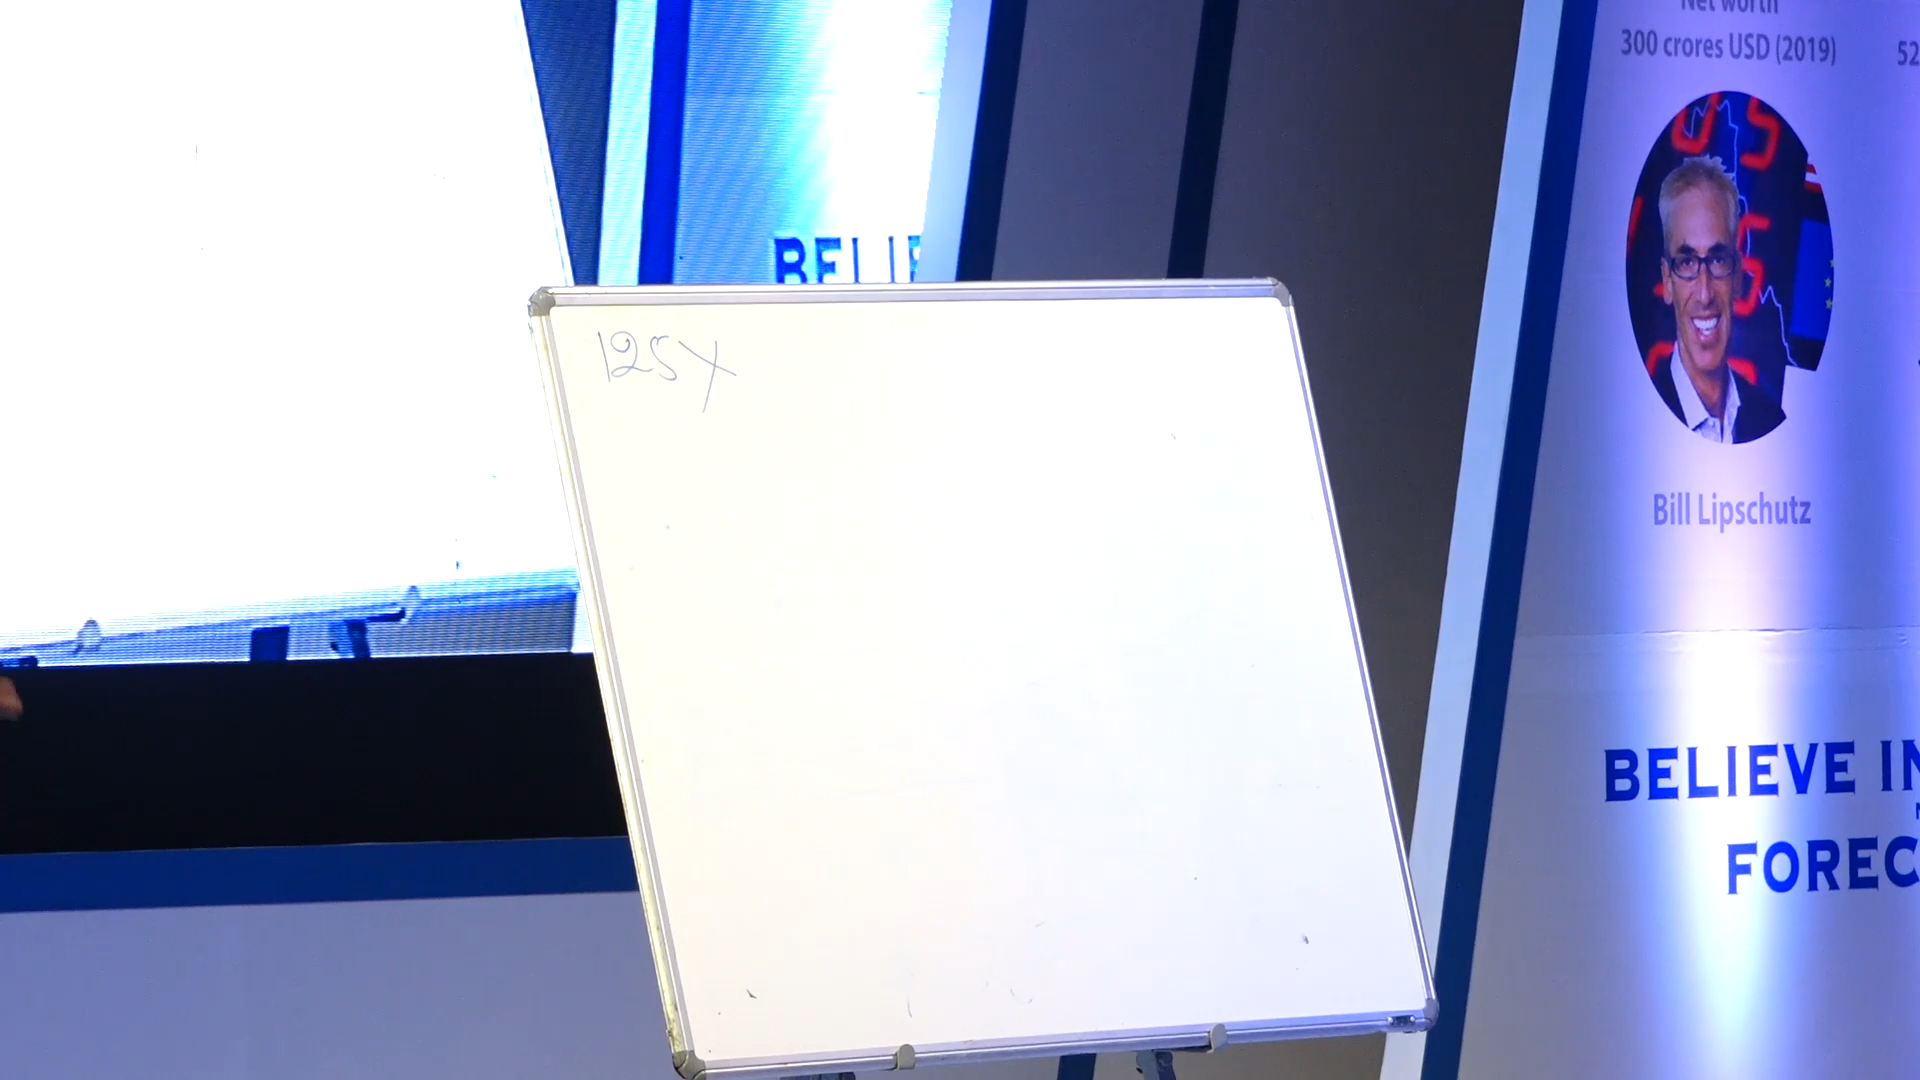 BELIE
125X
Net worth
300 crores USD (2019)
52
Bill Lipschutz
BELIEVE IN
FOREC